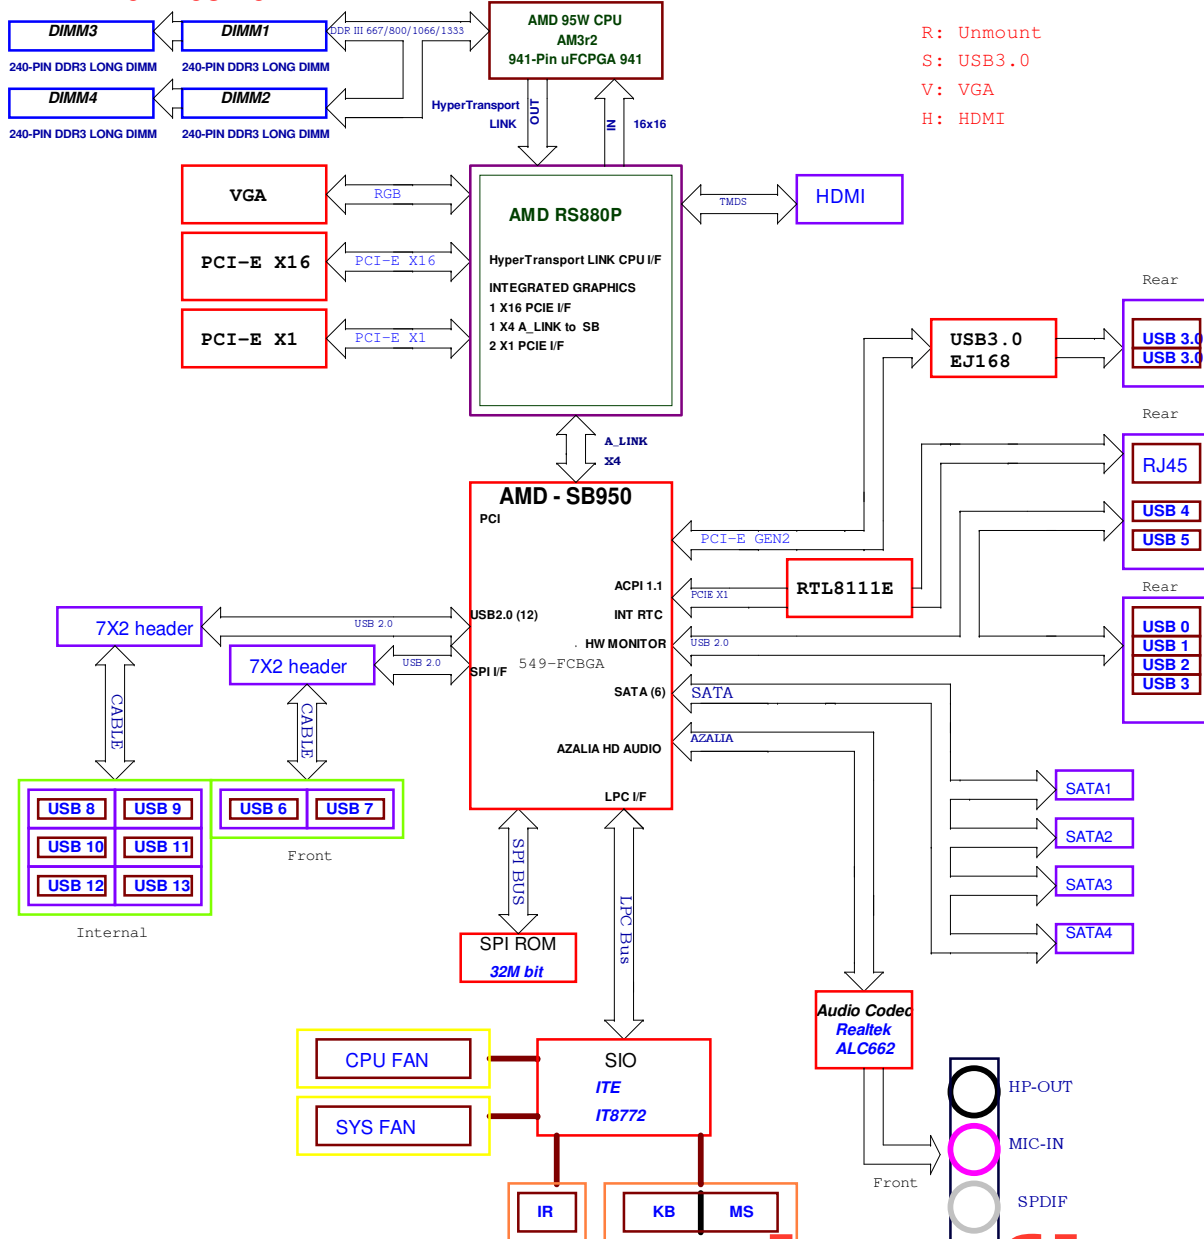 AMD 95W CPU
AM3r2
941-Pin uFCPGA 941
DIMM3
DIMM1
DDR III 667/800/1066/1333
240-PIN DDR3 LONG DIMM
240-PIN DDR3 LONG DIMM
DIMM4
DIMM2
240-PIN DDR3 LONG DIMM
240-PIN DDR3 LONG DIMM
HyperTransport
LINK
OUT
IN
16x16
R: Unmount
S: USB3.0
V: VGA
H: HDMI
VGA
RGB
PCI-E X16
PCI-E X16
PCI-E X1
PCI-E X1
AMD RS880P
HyperTransport LINK CPU I/F
INTEGRATED GRAPHICS
1 X16 PCIE I/F
1 X4 A_LINK to SB
2 X1 PCIE I/F
TMDS
HDMI
A_LINK
X4
USB3.0
EJ168
Rear
USB 3.0
USB 3.0
Rear
RJ45
USB 4
USB 5
Rear
USB 0
USB 1
USB 2
USB 3
AMD - SB950
PCI
ACPI 1.1
INT RTC
USB2.0 (12)
HW MONITOR
549-FCBGA
SPI I/F
SATA (6)
AZALIA HD AUDIO
LPC I/F
PCI-E GEN2
PCIE X1
RTL8111E
USB 2.0
SATA
AZALIA
7X2 header
USB 2.0
7X2 header
USB 2.0
CABLE
CABLE
USB 8
USB 9
USB 10
USB 11
USB 12
USB 13
Internal
USB 6
USB 7
Front
SPI BUS
LPC Bus
SPI ROM
32M bit
SATA1
SATA2
SATA3
SATA4
Audio Codec
Realtek
ALC662
CPU FAN
SYS FAN
SIO
ITE
IT8772
IR
KB
MS
Front
HP-OUT
MIC-IN
SPDIF